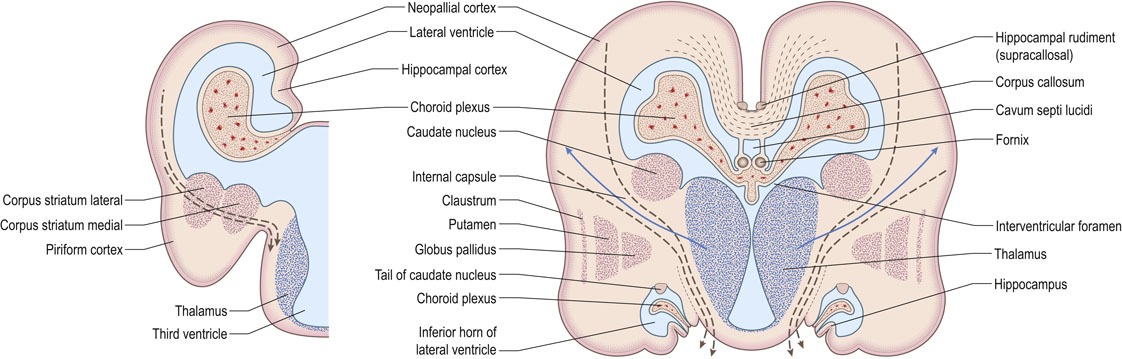 Neopallial cortex
Lateral ventricle
Hippocampal cortex
Choroid plexus
Caudate nucleus
Internal capsule
Claustrum
Putamen
Globus pallidus
Tail of caudate nucleus
Choroid plexus
Inferior horn of
lateral ventricle
Corpus striatum lateral
Corpus striatum medial
Piriform cortex
Thalamus
Third ventricle
Hippocampal rudiment
(supracallosal)
Corpus callosum
Cavum septi lucidi
Fornix
Interventricular foramen
Thalamus
Hippocampus